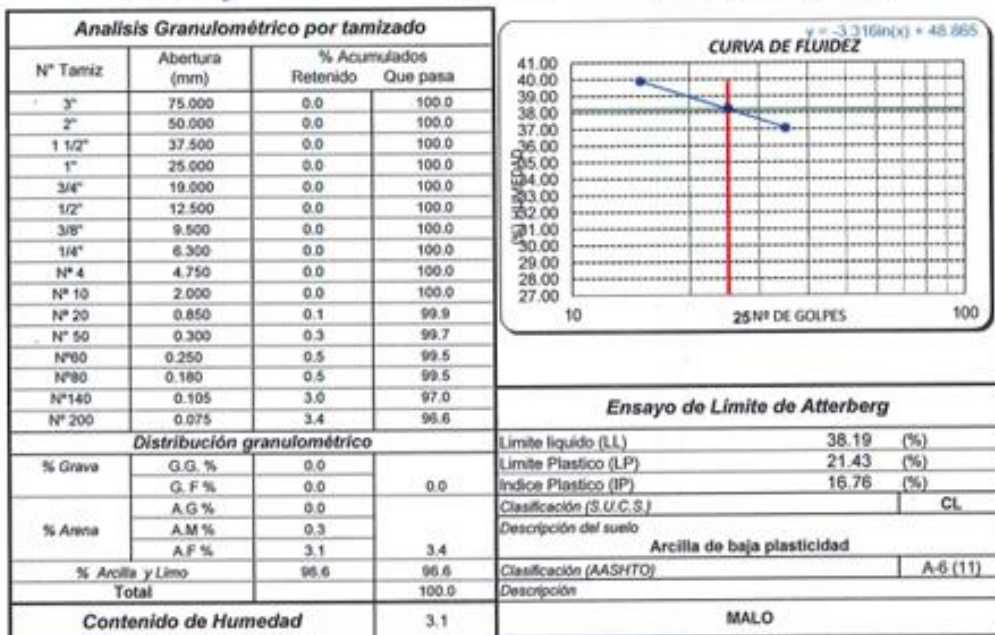 Analisis Granulométrico por tamizado
N° Tamiz Abertura (mm) % Acumulados Retenido Que pasa
3" 75.000 0.0 100.0
2" 50.000 0.0 100.0
1 1/2" 37.500 0.0 100.0
1" 25.000 0.0 100.0
3/4" 19.000 0.0 100.0
1/2" 12.500 0.0 100.0
3/8" 9.500 0.0 100.0
1/4" 6.300 0.0 100.0
Nº 4 4.750 0.0 100.0
Nº 10 2.000 0.0 100.0
Nº 20 0.850 0.1 99.9
N° 50 0.300 0.3 99.7
Nº60 0.250 0.5 99.5
Nº80 0.180 0.5 99.5
Nº140 0.105 3.0 97.0
Nº 200 0.075 3.4 96.6
Distribución granulométrico
% Grava G.G. % 0.0
G. F % 0.0 0.0
% Arena A.G % 0.0
A.M % 0.3
A.F % 3.1 3.4
% Arcilla y Limo 96.6 96.6
Total 100.0
Contenido de Humedad 3.1
y = -3.316ln(x) + 48.865
CURVA DE FLUIDEZ
41.00
40.00
39.00
38.00
37.00
36.00
35.00
34.00
33.00
32.00
31.00
30.00
29.00
28.00
27.00
10 25 Nº DE GOLPES 100
Ensayo de Límite de Atterberg
Limite liquido (LL) 38.19 (%)
Limite Plastico (LP) 21.43 (%)
Indice Plastico (IP) 16.76 (%)
Clasificación (S.U.C.S.) CL
Descripción del suelo
Arcilla de baja plasticidad
Clasificación (AASHTO) A-6 (11)
Descripción
MALO